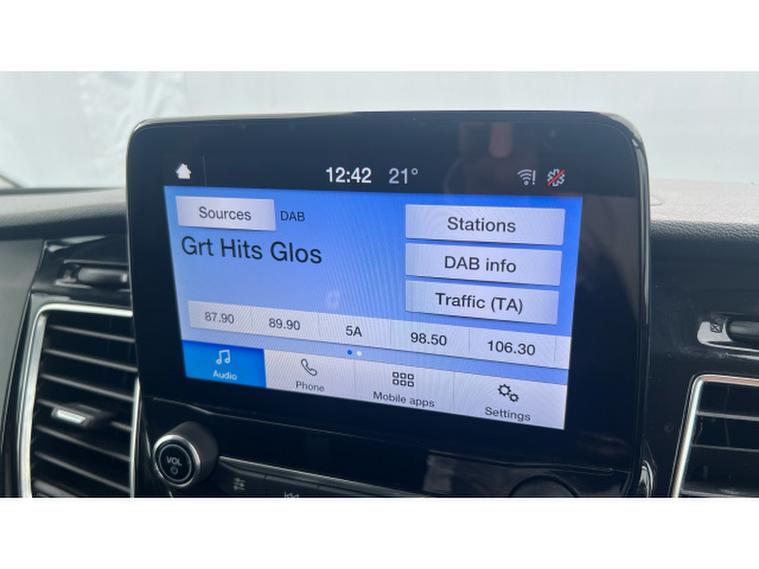 12:42 21°
Sources DAB
Stations
Grt Hits Glos
DAB info
Traffic (TA)
87.90 89.90 5A 98.50 106.30
Audio Phone Mobile apps Settings
VOL